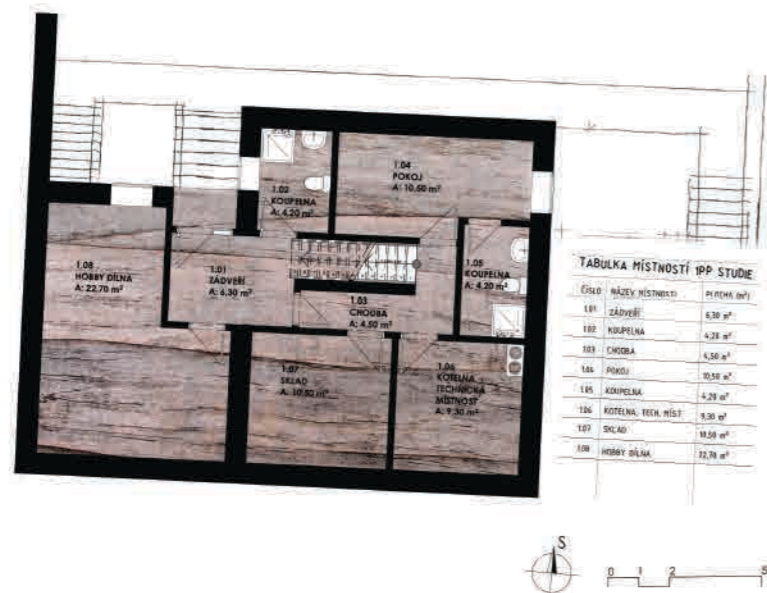 1.04
POKOJ
A: 10,50 m²
1.02
KOUPELNA
A: 4,20 m²
1.08
HOBBY DÍLNA
A: 22,70 m²
1.01
ZÁDVEŘÍ
A: 6,30 m²
1.05
KOUPELNA
A: 4,20 m²
1.03
CHODBA
A: 4,50 m²
1.07
SKLAD
A: 10,50 m²
1.06
KOTELNA
TECHNICKÁ
MÍSTNOST
A: 9,30 m²
TABULKA MÍSTNOSTÍ 1PP STUDIE
ČÍSLO NÁZEV MÍSTNOSTI PLOCHA (m²)
1.01 ZÁDVEŘÍ 6,30 m²
1.02 KOUPELNA 4,20 m²
1.03 CHODBA 4,50 m²
1.04 POKOJ 10,50 m²
1.05 KOUPELNA 4,20 m²
1.06 KOTELNA, TECH. MÍST. 9,30 m²
1.07 SKLAD 10,50 m²
1.08 HOBBY DÍLNA 22,70 m²
S
0 1 2 5